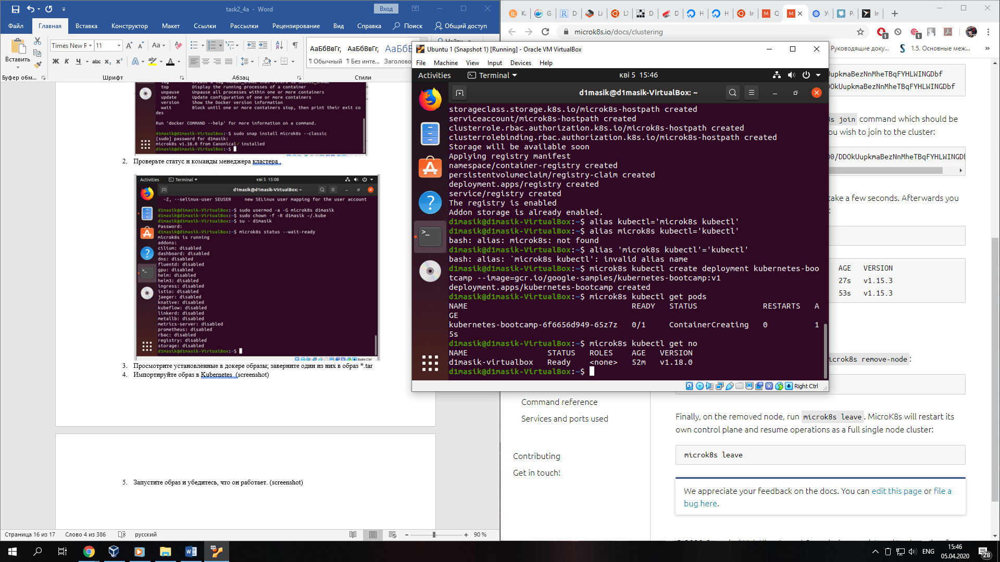 task2_4a - Word
Вход
Файл Главная Вставка Конструктор Макет Ссылки Рассылки Рецензирование Вид Справка Поиск Общий доступ
Вставить
Times New R 11
Ж К Ч abc x₂ x²
АаБбВвГг, АаБбВвГг,
¶ Обычный ¶ Без инте... Заголово
Буфер обм... Шрифт Абзац Стили
top Display the running processes of a container
unpause Unpause all processes within one or more containers
update Update configuration of one or more containers
version Show the Docker version information
wait Block until one or more containers stop, then print their exit co
des
Run 'docker COMMAND --help' for more information on a command.
d1masik@d1masik-VirtualBox:~$ sudo snap install microk8s --classic
[sudo] password for d1masik:
microk8s v1.18.0 from Canonical✓ installed
d1masik@d1masik-VirtualBox:~$
2. Проверьте статус и команды менеджера кластера .
Activities Terminal кві 5 15:08
d1masik@d1masik-VirtualBox: ~
-Z, --selinux-user SEUSER new SELinux user mapping for the user account
d1masik@d1masik-VirtualBox:~$ sudo usermod -a -G microk8s d1masik
d1masik@d1masik-VirtualBox:~$ sudo chown -f -R d1masik ~/.kube
d1masik@d1masik-VirtualBox:~$ su - d1masik
Password:
d1masik@d1masik-VirtualBox:~$ microk8s status --wait-ready
microk8s is running
addons:
cilium: disabled
dashboard: disabled
dns: disabled
fluentd: disabled
gpu: disabled
helm: disabled
helm3: disabled
ingress: disabled
istio: disabled
jaeger: disabled
knative: disabled
kubeflow: disabled
linkerd: disabled
metallb: disabled
metrics-server: disabled
prometheus: disabled
rbac: disabled
registry: disabled
storage: disabled
d1masik@d1masik-VirtualBox:~$
3. Просмотрите установленные в докере образы; заверните один из них в образ *.tar
4. Импортируйте образ в Kubernetes (screenshot)
5. Запустите образ и убедитесь, что он работает. (screenshot)
Страница 16 из 17 Слово 4 из 386 русский 90 %
microk8s.io/docs/clustering
Руководящие доку... 1.5. Основные меж... »
Ubuntu 1 (Snapshot 1) [Running] - Oracle VM VirtualBox
File Machine View Input Devices Help
Activities Terminal кві 5 15:46
d1masik@d1masik-VirtualBox: ~
storageclass.storage.k8s.io/microk8s-hostpath created
serviceaccount/microk8s-hostpath created
clusterrole.rbac.authorization.k8s.io/microk8s-hostpath created
clusterrolebinding.rbac.authorization.k8s.io/microk8s-hostpath created
Storage will be available soon
Applying registry manifest
namespace/container-registry created
persistentvolumeclaim/registry-claim created
deployment.apps/registry created
service/registry created
The registry is enabled
Addon storage is already enabled.
d1masik@d1masik-VirtualBox:~$ alias kubectl='microk8s kubectl'
d1masik@d1masik-VirtualBox:~$ alias microk8s kubectl='kubectl'
bash: alias: microk8s: not found
d1masik@d1masik-VirtualBox:~$ alias 'microk8s kubectl'='kubectl'
bash: alias: `microk8s kubectl': invalid alias name
d1masik@d1masik-VirtualBox:~$ microk8s kubectl create deployment kubernetes-boo
tcamp --image=gcr.io/google-samples/kubernetes-bootcamp:v1
deployment.apps/kubernetes-bootcamp created
d1masik@d1masik-VirtualBox:~$ microk8s kubectl get pods
NAME READY STATUS RESTARTS A
GE
kubernetes-bootcamp-6f6656d949-65z7z 0/1 ContainerCreating 0 1
5s
d1masik@d1masik-VirtualBox:~$ microk8s kubectl get no
NAME STATUS ROLES AGE VERSION
d1masik-virtualbox Ready <none> 52m v1.18.0
d1masik@d1masik-VirtualBox:~$
Right Ctrl
JupkmaBezNnMheTBqFYHLWINGDbf
OkUupkmaBezNnMheTBqFYHLWINGDbf
s join command which should be
ou wish to join to the cluster:
00/DDOkUupkmaBezNnMheTBqFYHLWINGDb
take a few seconds. Afterwards you
AGE VERSION
27s v1.15.3
53s v1.15.3
icrok8s remove-node:
Command reference
Services and ports used
Contributing
Get in touch!
Finally, on the removed node, run microk8s leave. MicroK8s will restart its
own control plane and resume operations as a full single node cluster:
microk8s leave
We appreciate your feedback on the docs. You can edit this page or file a
bug here.
ENG 15:46
05.04.2020
28